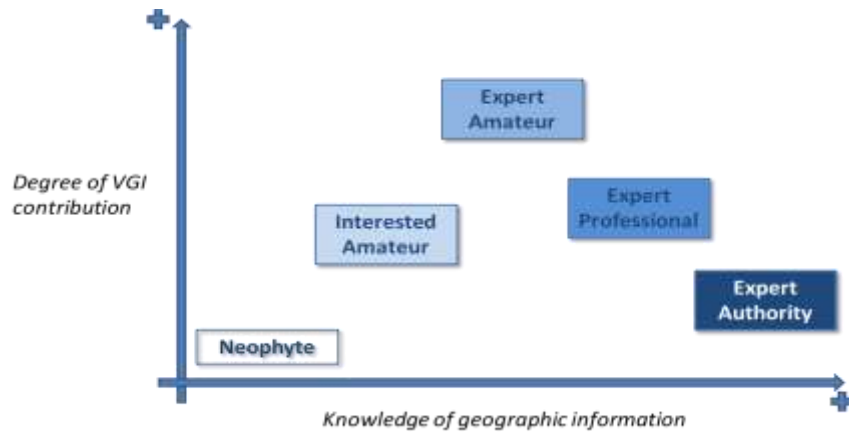 Expert
Amateur
Degree of VGI
contribution
Expert
Professional
Interested
Amateur
Expert
Authority
Neophyte
Knowledge of geographic information